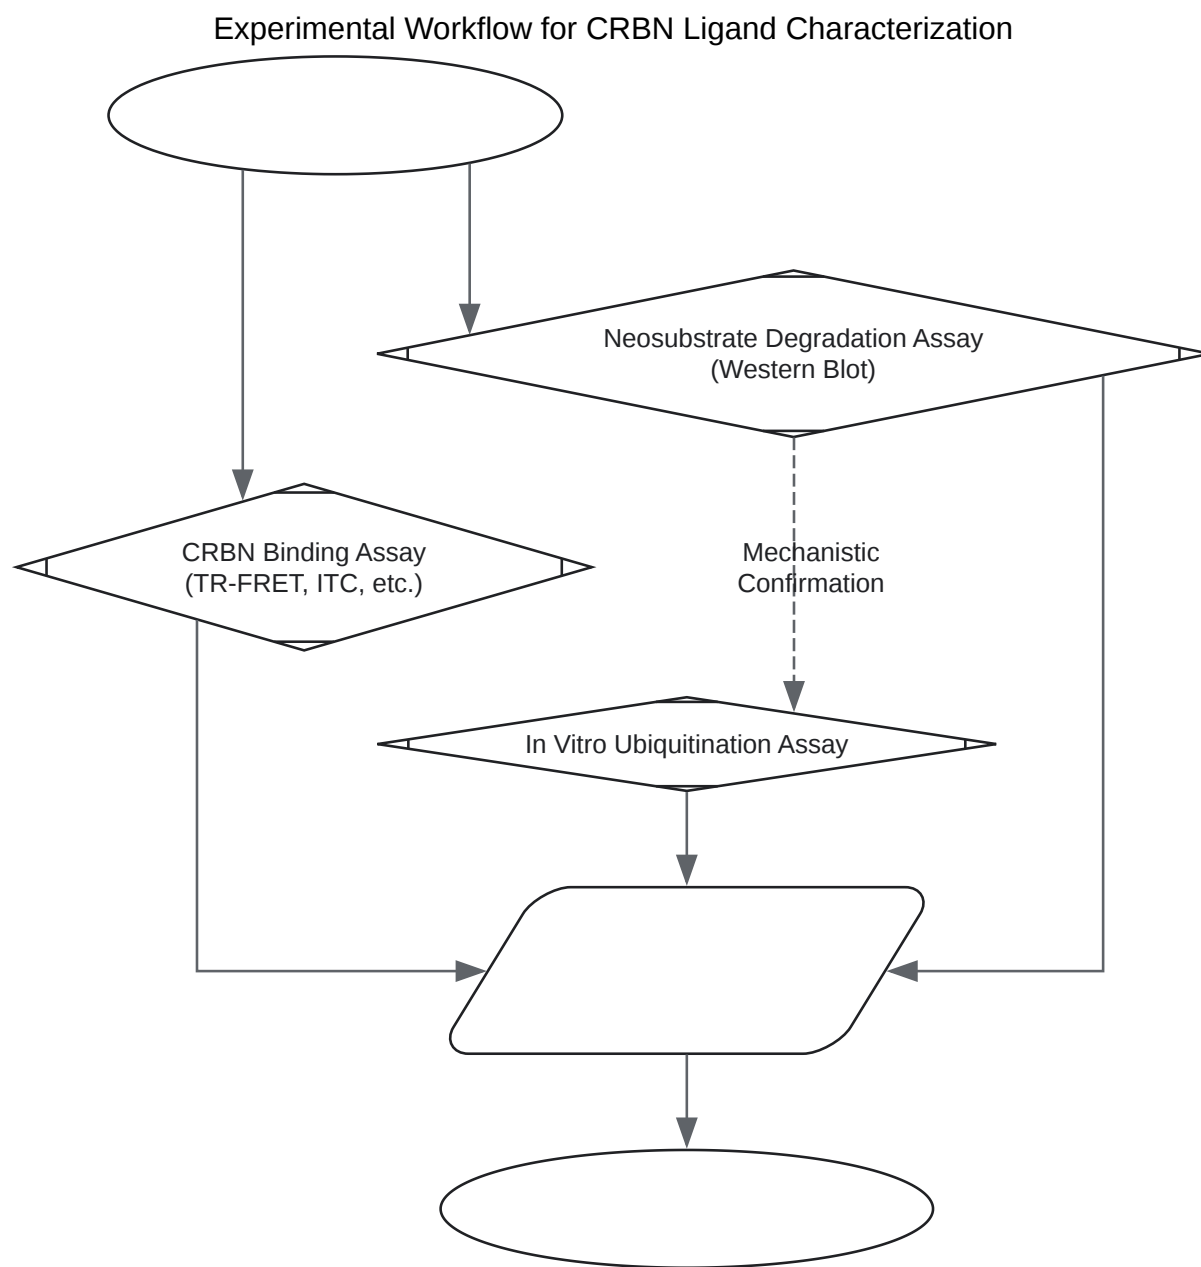 Experimental Workflow for CRBN Ligand Characterization
Neosubstrate Degradation Assay
(Western Blot)
CRBN Binding Assay
(TR-FRET, ITC, etc.)
Mechanistic
Confirmation
In Vitro Ubiquitination Assay